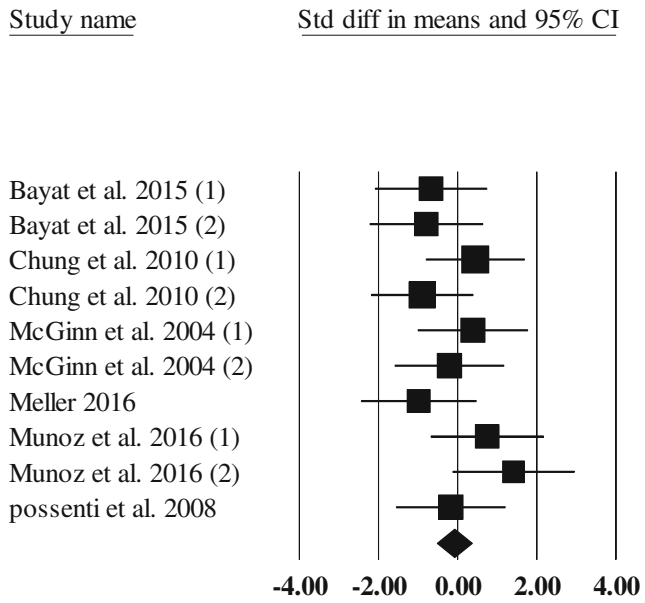 Study name Std diff in means and 95% CI
Bayat et al. 2015 (1)
Bayat et al. 2015 (2)
Chung et al. 2010 (1)
Chung et al. 2010 (2)
McGinn et al. 2004 (1)
McGinn et al. 2004 (2)
Meller 2016
Munoz et al. 2016 (1)
Munoz et al. 2016 (2)
possenti et al. 2008
-4.00 -2.00 0.00 2.00 4.00